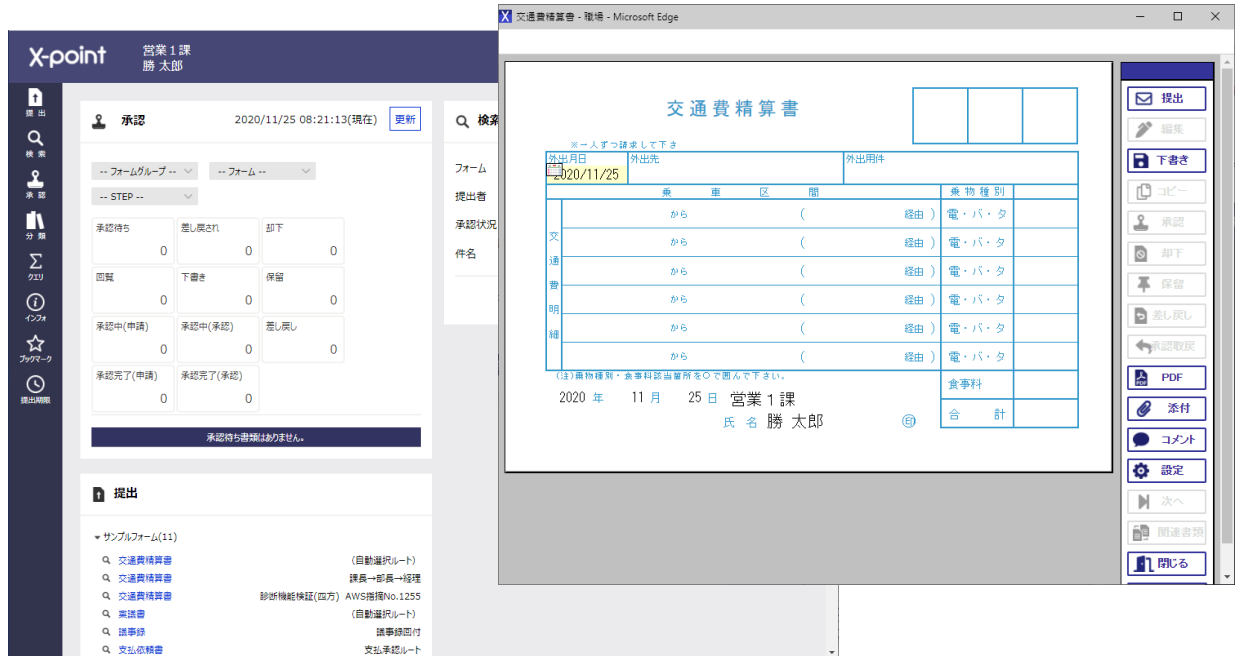 X-point
営業１課
勝 太郎
提 出
検 索
承 認
分 類
クエリ
インフォ
ブックマーク
提出期限
承認
2020/11/25 08:21:13(現在)
更新
-- フォームグループ --
-- フォーム --
-- STEP --
承認待ち
0
差し戻され
0
却下
0
回覧
0
下書き
0
保留
0
承認中(申請)
0
承認中(承認)
0
差し戻し
0
承認完了(申請)
0
承認完了(承認)
0
承認待ち書類はありません。
提出
サンプルフォーム(11)
交通費精算書 (自動選択ルート)
交通費精算書 課長→部長→経理
交通費精算書 診断機能検証(四方) AWS指摘No.1255
稟議書 (自動選択ルート)
議事録 議事録回付
支払依頼書 支払承認ルート
検索
フォーム
提出者
承認状況
件名
X 交通費精算書 - 職場 - Microsoft Edge
交通費精算書
※一人ずつ請求して下さ
外出月日
2020/11/25
外出先
外出用件
乗 車 区 間
乗物種別
交通費明細
から ( 経由 ) 電・バ・タ
から ( 経由 ) 電・バ・タ
から ( 経由 ) 電・バ・タ
から ( 経由 ) 電・バ・タ
から ( 経由 ) 電・バ・タ
から ( 経由 ) 電・バ・タ
(注)乗物種別・食事料該当箇所を○で囲んで下さい。
食事料
2020 年 11 月 25 日 営業１課
合 計
氏 名 勝 太郎 ㊞
提出
編集
下書き
コピー
承認
却下
保留
差し戻し
承認取戻
PDF
添付
コメント
設定
次へ
関連書類
閉じる